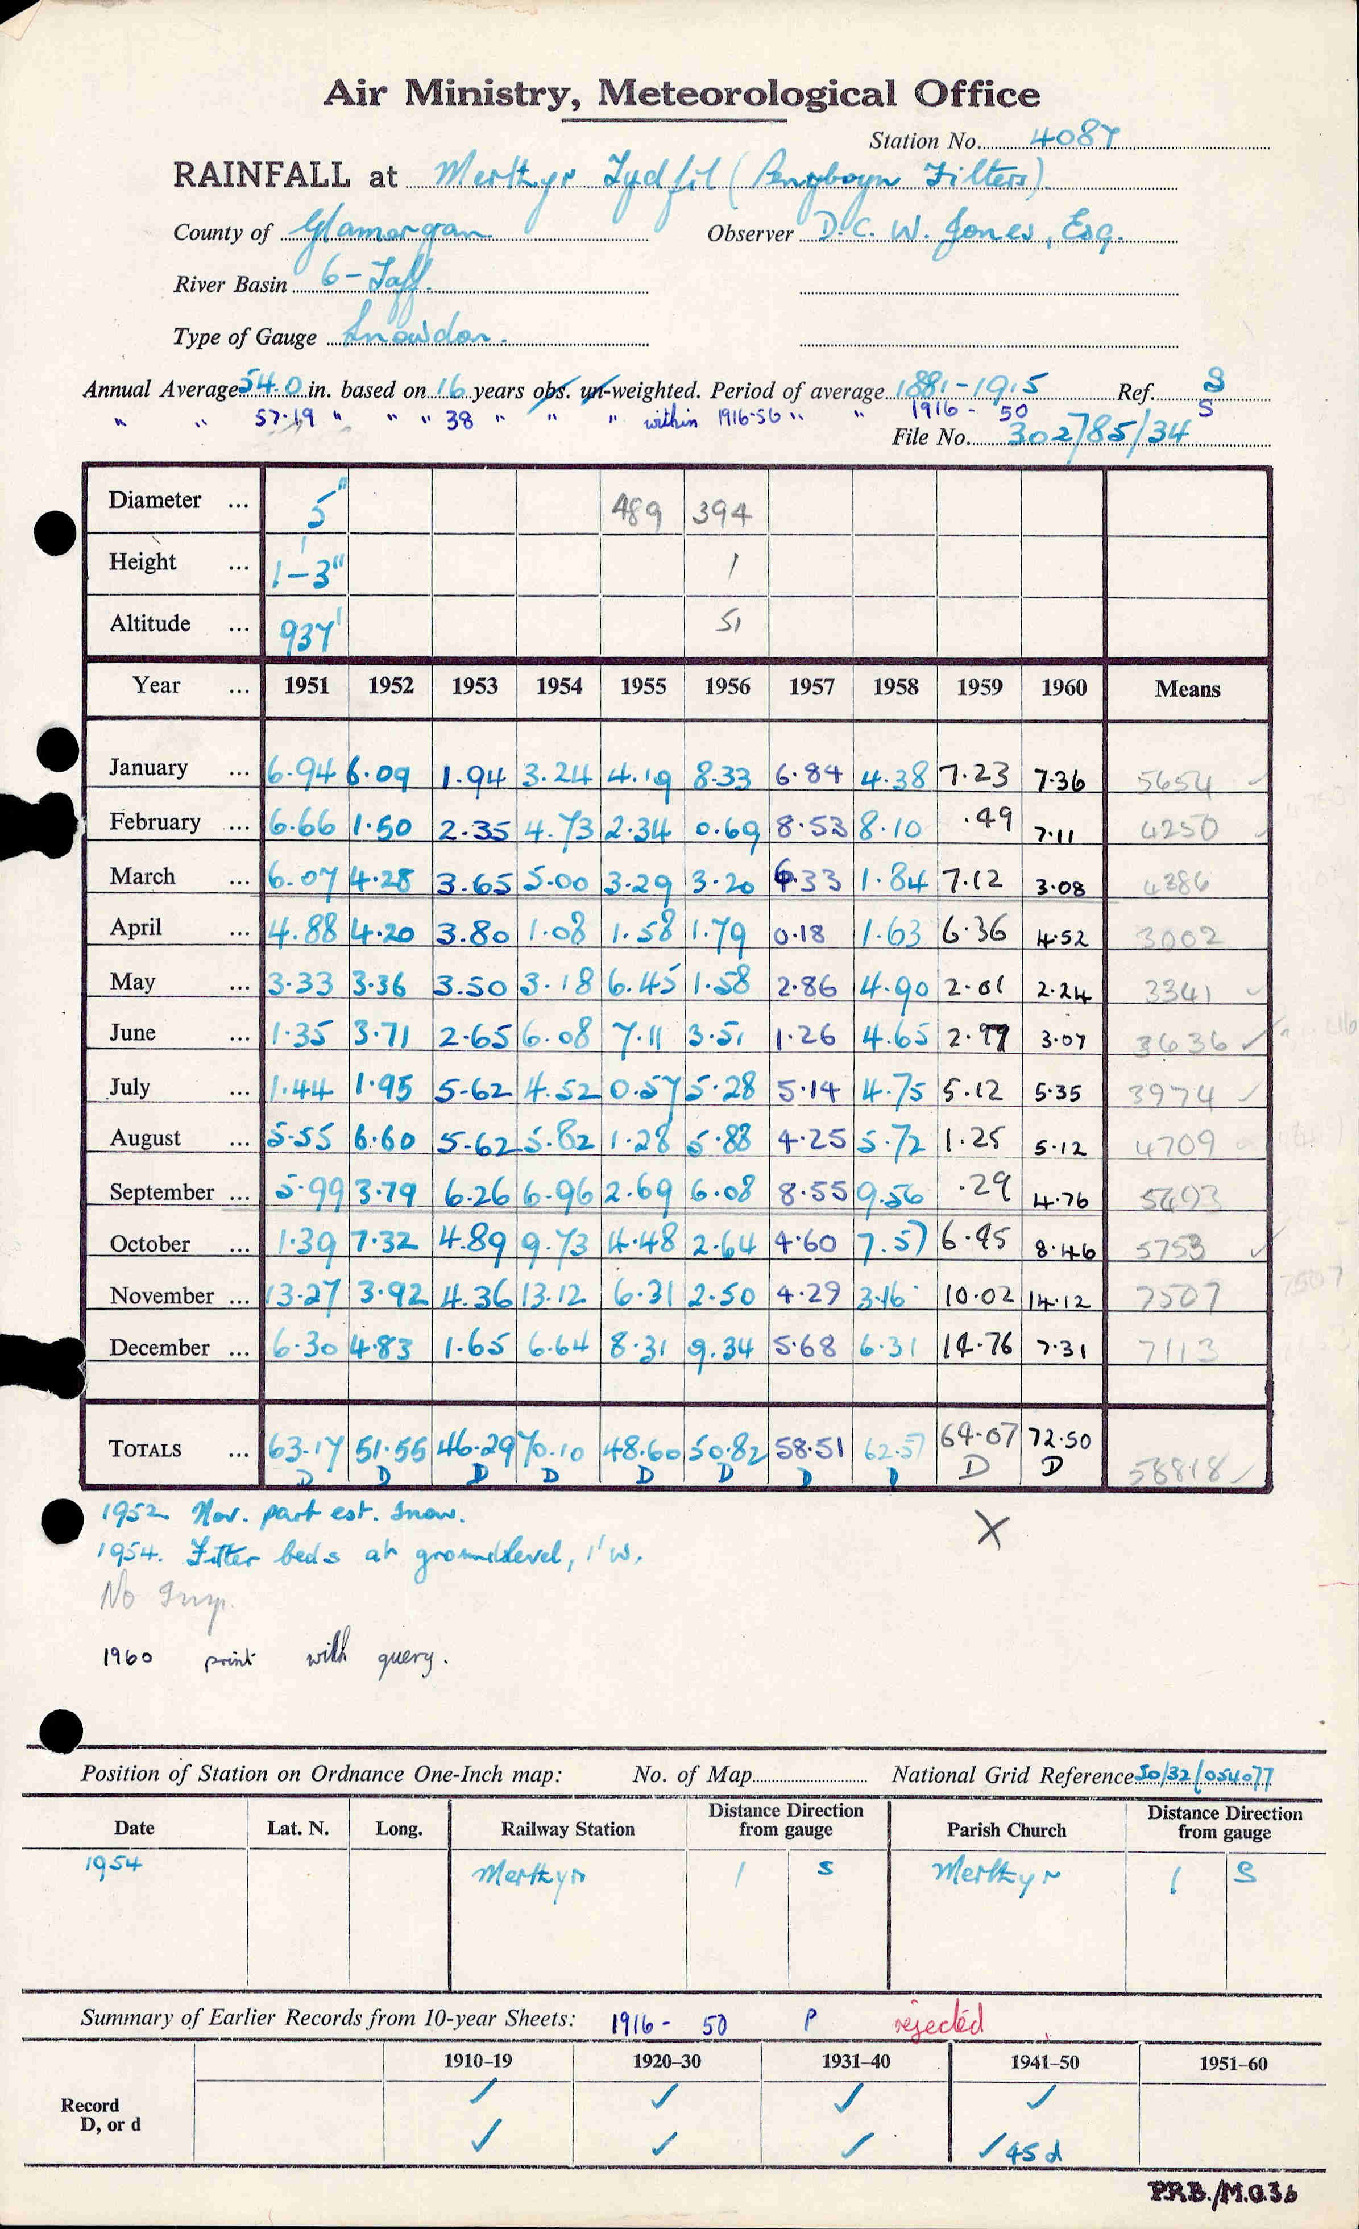 Air Ministry, Meteorological Office
Station No. 4087
RAINFALL at Merthyr Tydfil (Penybryn Filters)
County of Glamorgan. Observer D. C. W. Jones, Esq.
River Basin 6 - Taff.
Type of Gauge Snowdon.
Annual Average 54.0 in. based on 16 years obs. un-weighted. Period of average 1881-1915 Ref. S
" " 57.19 " " " 38 " " " within 1916-50 " " 1916 - 50 S
File No. 302785/34
Diameter ... 5" 489 394
Height ... 1'-3" 1
Altitude ... 937' 51
Year ... 1951 1952 1953 1954 1955 1956 1957 1958 1959 1960 Means
January ... 6.94 6.09 1.94 3.24 4.19 8.33 6.84 4.38 7.23 7.36 5654
February ... 6.66 1.50 2.35 4.73 2.34 0.69 8.53 8.10 .49 7.11 4250
March ... 6.07 4.28 3.65 5.00 3.29 3.20 6.33 1.84 7.12 3.08 4386
April ... 4.88 4.20 3.80 1.08 1.58 1.79 0.18 1.63 6.36 4.52 3002
May ... 3.33 3.36 3.50 3.18 6.45 1.58 2.86 4.90 2.01 2.24 3341
June ... 1.35 3.71 2.65 6.08 7.11 3.51 1.26 4.65 2.97 3.07 3636
July ... 1.44 1.95 5.62 4.52 0.57 5.28 5.14 4.75 5.12 5.35 3974
August ... 5.55 6.60 5.62 5.82 1.28 5.88 4.25 5.72 1.25 5.12 4709
September ... 5.99 3.79 6.26 6.96 2.69 6.08 8.55 9.56 .29 4.76 5493
October ... 1.39 7.32 4.89 9.73 4.48 2.64 4.60 7.57 6.45 8.46 5753
November ... 13.27 3.92 4.36 13.12 6.31 2.50 4.29 3.16 10.02 14.12 7507
December ... 6.30 4.83 1.65 6.64 8.31 9.34 5.68 6.31 14.76 7.31 7113
TOTALS ... 63.17 51.55 46.29 70.10 48.60 50.82 58.51 62.57 64.07 72.50 58818
D D D D D D D D D D
1952 Nov. part est. snow. X
1954. Filter beds at ground level, 1' W.
No Insp.
1960 print with query.
Position of Station on Ordnance One-Inch map: No. of Map National Grid Reference 50/32/054077
Date Lat. N. Long. Railway Station Distance Direction from gauge Parish Church Distance Direction from gauge
1954 Merthyr 1 S Merthyr 1 S
Summary of Earlier Records from 10-year Sheets: 1916 - 50 P rejected
1910–19 1920–30 1931–40 1941–50 1951–60
Record ✓ ✓ ✓ ✓
D, or d ✓ ✓ ✓ ✓ 45 d
P.R.B./M.O.36